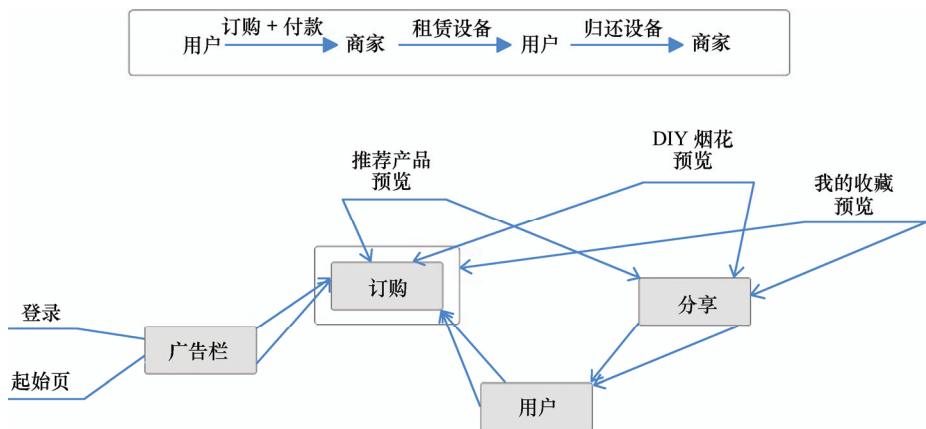 订购 + 付款
租赁设备
归还设备
用户
商家
用户
商家
推荐产品
预览
DIY 烟花
预览
我的收藏
预览
订购
分享
登录
广告栏
起始页
用户